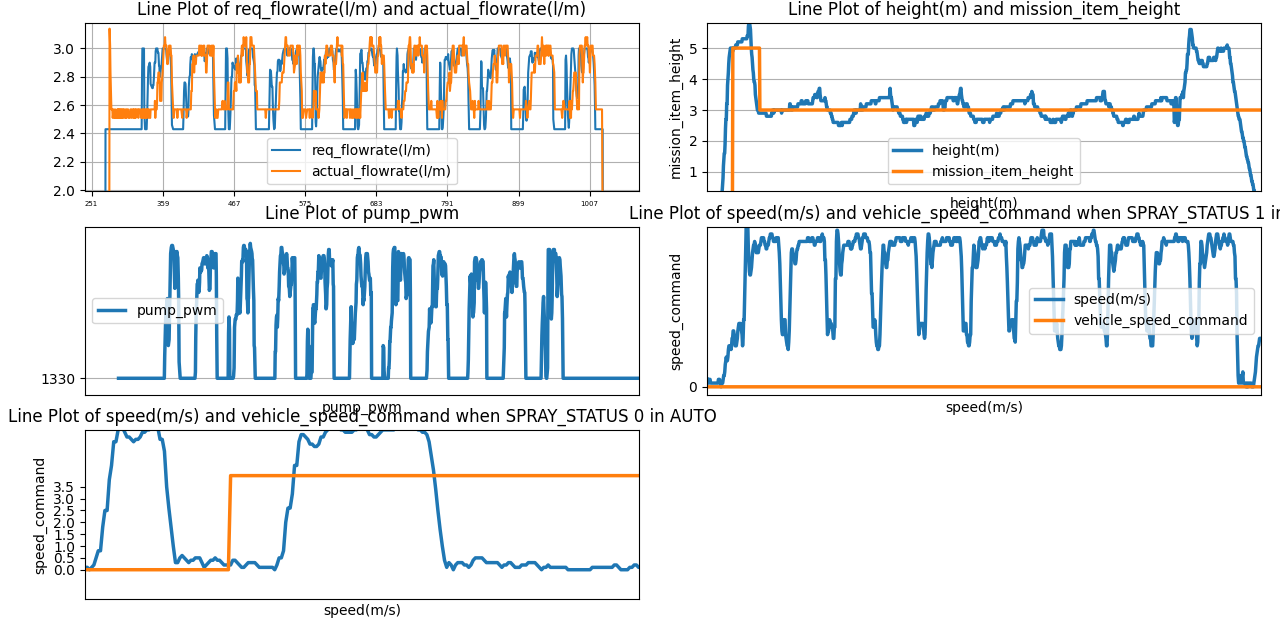 Line Plot of req_flowrate(l/m) and actual_flowrate(l/m)
3.0
2.8
2.6
2.4
2.2
2.0
req_flowrate(l/m)
actual_flowrate(l/m)
251 359 467 575 683 791 899 1007
Line Plot of height(m) and mission_item_height
mission_item_height
5
4
3
2
1
height(m)
mission_item_height
height(m)
Line Plot of pump_pwm
pump_pwm
1330
pump_pwm
Line Plot of speed(m/s) and vehicle_speed_command when SPRAY_STATUS 1 in
speed_command
0
speed(m/s)
vehicle_speed_command
speed(m/s)
Line Plot of speed(m/s) and vehicle_speed_command when SPRAY_STATUS 0 in AUTO
speed_command
3.5
3.0
2.5
2.0
1.5
1.0
0.5
0.0
speed(m/s)